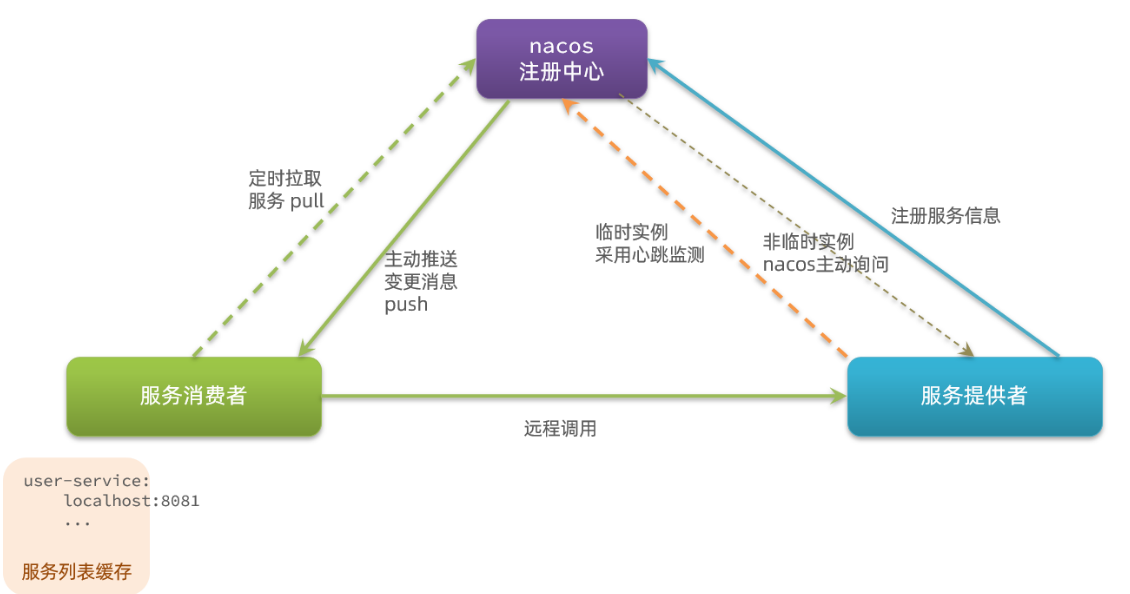 nacos
注册中心
定时拉取
服务 pull
主动推送
变更消息
push
临时实例
采用心跳监测
非临时实例
nacos主动询问
注册服务信息
服务消费者
服务提供者
远程调用
user-service:
localhost:8081
...
服务列表缓存